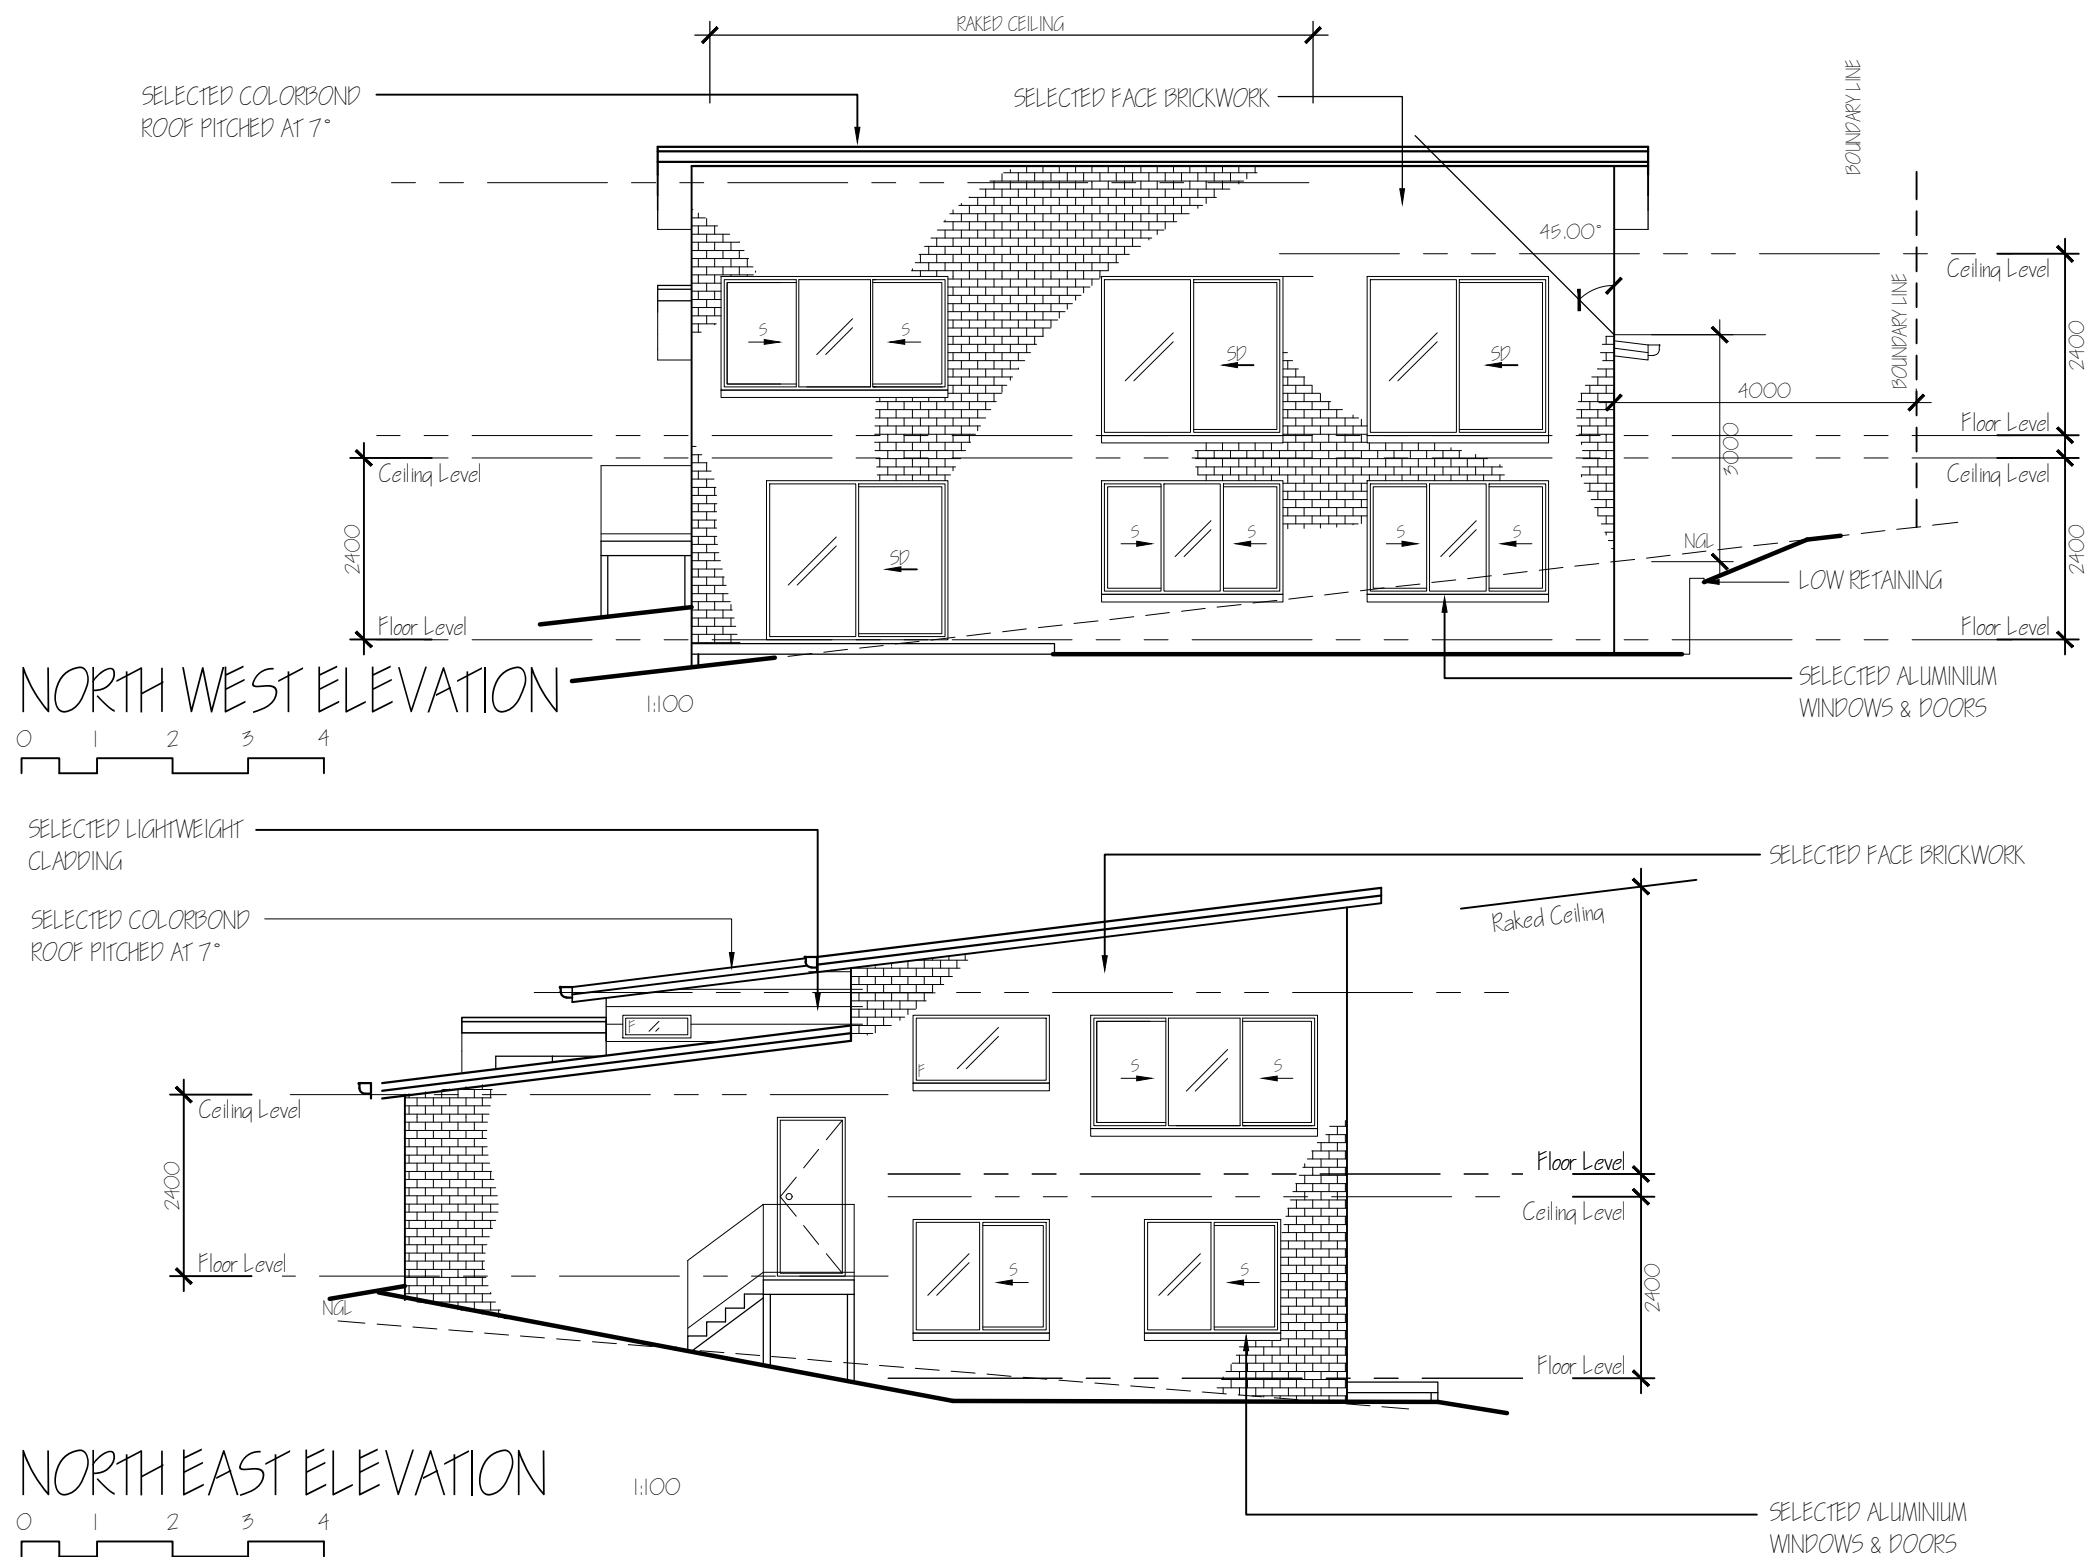 RAKED CEILING
SELECTED COLORBOND
ROOF PITCHED AT 7°
SELECTED FACE BRICKWORK
BOUNDARY LINE
45.00°
Ceiling Level
BOUNDARY LINE
2400
S
S
SD
SD
4000
Floor Level
3000
Ceiling Level
Ceiling Level
2400
S
S
S
S
SD
NGL
2400
LOW RETAINING
Floor Level
Floor Level
NORTH WEST ELEVATION
1:100
SELECTED ALUMINIUM
WINDOWS & DOORS
0 1 2 3 4
SELECTED LIGHTWEIGHT
CLADDING
SELECTED FACE BRICKWORK
SELECTED COLORBOND
ROOF PITCHED AT 7°
Raked Ceiling
F
F
S
S
Ceiling Level
2400
Floor Level
Ceiling Level
Floor Level
NGL
S
S
2400
Floor Level
NORTH EAST ELEVATION
1:100
0 1 2 3 4
SELECTED ALUMINIUM
WINDOWS & DOORS